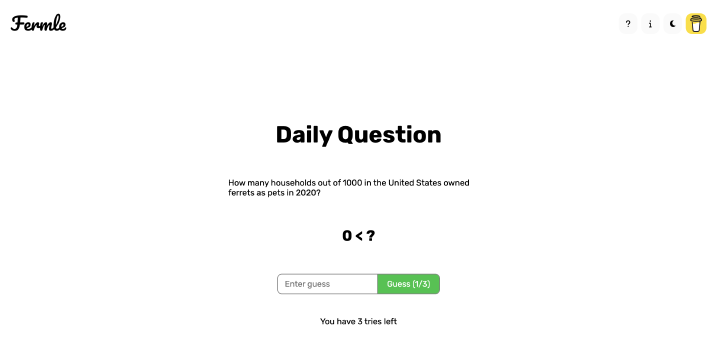 Fermle
?
i
Daily Question
How many households out of 1000 in the United States owned
ferrets as pets in 2020?
0 < ?
Enter guess
Guess (1/3)
You have 3 tries left